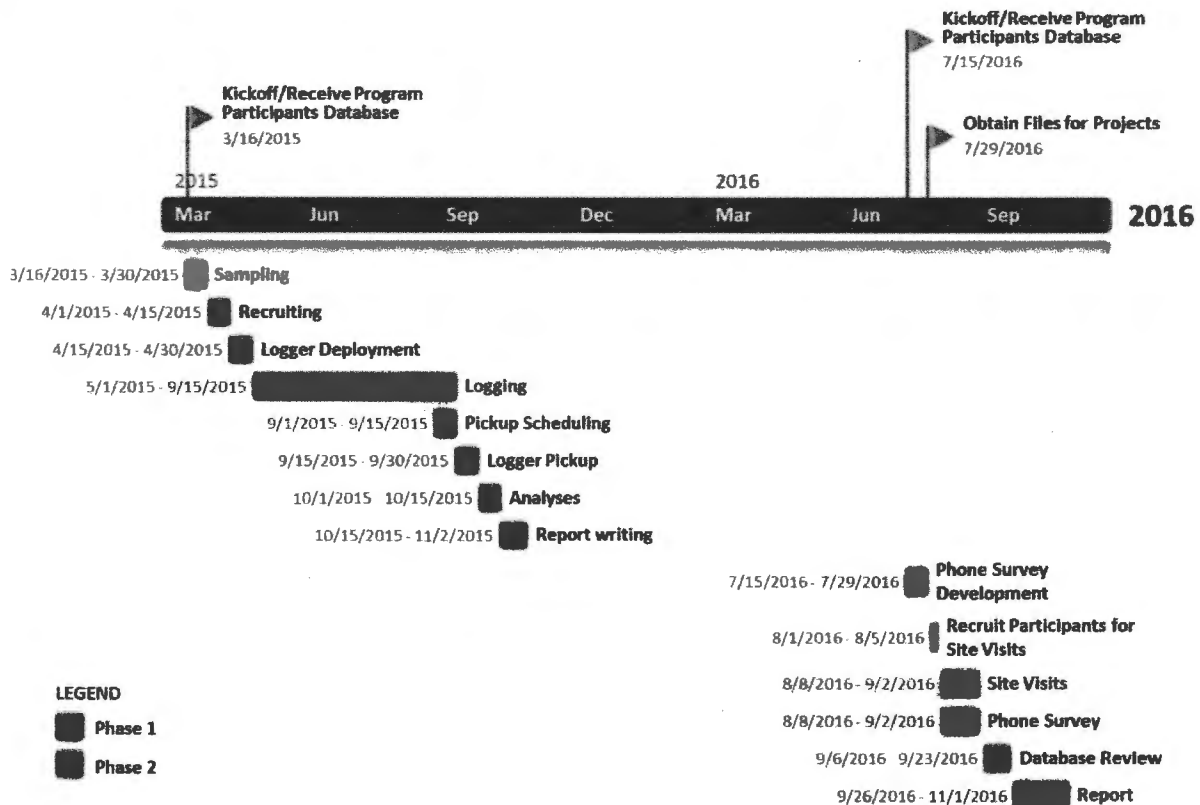 Kickoff/Receive Program
Participants Database
7/15/2016
Kickoff/Receive Program
Participants Database
3/16/2015
Obtain Files for Projects
7/29/2016
2015
2016
Mar Jun Sep Dec Mar Jun Sep
2016
3/16/2015 - 3/30/2015 Sampling
4/1/2015 - 4/15/2015 Recruiting
4/15/2015 - 4/30/2015 Logger Deployment
5/1/2015 - 9/15/2015 Logging
9/1/2015 - 9/15/2015 Pickup Scheduling
9/15/2015 - 9/30/2015 Logger Pickup
10/1/2015 10/15/2015 Analyses
10/15/2015 - 11/2/2015 Report writing
7/15/2016 - 7/29/2016 Phone Survey
Development
8/1/2016 - 8/5/2016 Recruit Participants for
Site Visits
8/8/2016 - 9/2/2016 Site Visits
8/8/2016 - 9/2/2016 Phone Survey
9/6/2016 9/23/2016 Database Review
9/26/2016 - 11/1/2016 Report
LEGEND
Phase 1
Phase 2